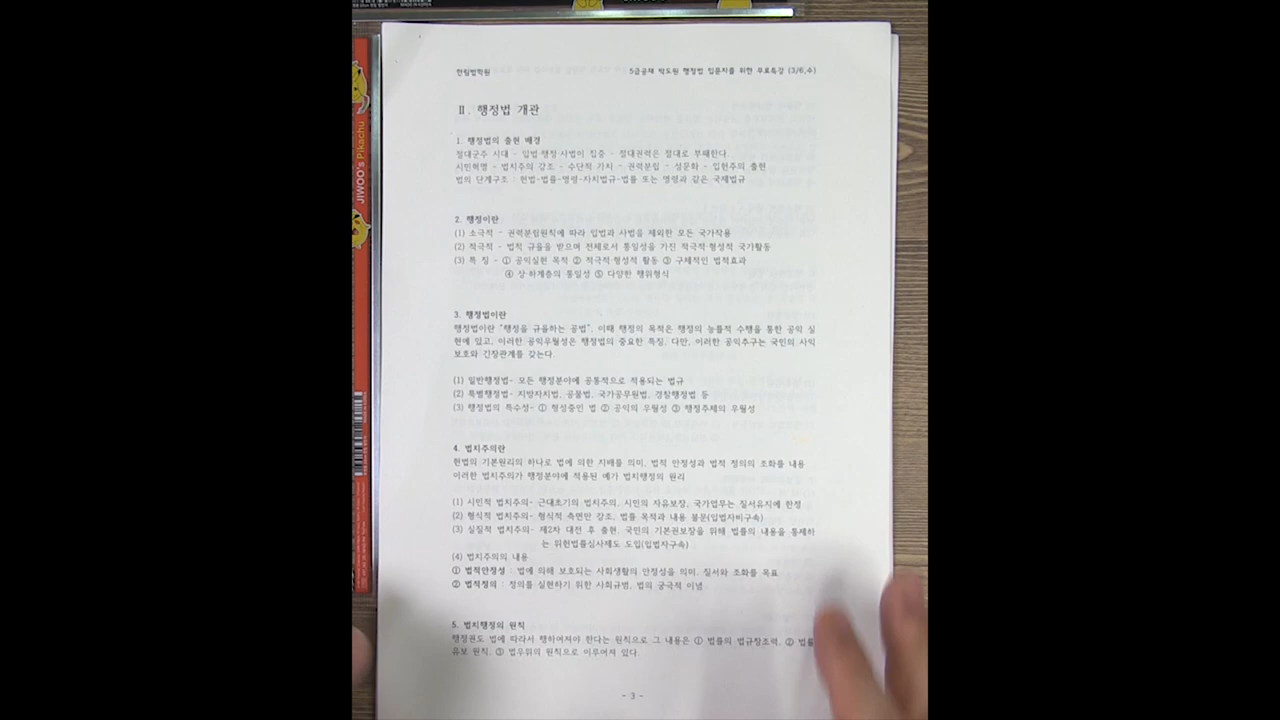 JIWOO's Pikachu
한림법학원
5급공채 박도원 행정법 입문자를 위한 무료특강 (3/6,수)
Ⅱ. 행정법 개관
1. 행정법의 출현 배경
절대군주 시대 - 입법·행정·사법이 집중 - 절대권력은 절대로 부패한다.
시민혁명 - 법치주의 강조 - 수단적 가치 - 권력분립 - 성문화 - 입헌주의 출현
법의 단계구조 : 헌법-법률-명령-자치법규-법률 또는 명령과 같은 국제법규
2. 행정이란
(1) 소극적 - 권력분립원칙에 따라 입법과 사법을 제외한 모든 국가작용
(2) 적극적 - 법적 규율을 받으며 전체로서 통일성을 가진 적극적·형성적 국가활동
(3) 특 징 - ① 공익실현 목적 ② 적극적·형성적 활동 ③ 구체적인 법적효과
④ 상·하계층의 통일성 ⑤ 다양한 행위형식
3. 행정법이란
행정법이란 "행정을 규율하는 공법", 이때 행정의 목적은 행정의 능률적 수행을 통한 공익 실
현에 있고, 이러한 공익우월성은 행정법의 중요한 특징. 다만, 이러한 공익추구는 국민의 사익
보호와 긴장관계를 갖는다.
(1) 일반행정법- 모든 행정분야에 공통적으로 적용되는 법규
(2) 특별행정법- 지방자치법, 공물법, 국가공무원법, 경찰행정법 등
(3) 행정법의 특수성- ① 형성중인 법 ② 공익의 우월성 ③ 행정주체의 우월성
4. 법치주의란
헌법의 기본원리의 하나로 법에 의한 지배를 의미, 법적 안정성과 법적 정의의 조화를 내용
이러한 법치주의가 행정분야에 적용된 예가 법치행정의 원리
(1) 시민적 법치주의- 근대초기의 법치주의, 시민의 자유보장, 국가업무는 질서유지에 한정
(2) 형식적 법치주의- 형식적 측면만 강조, 법률 목적과 내용 불문(입법자비구속)
(3) 실질적 법치주의- 제2차 대전 후 출현, 국민의 기본권보장을 위해 법률의 내용을 통제하
는 위헌법률심사제도 도입(입법자구속)
(4) 법치주의의 내용
① 법적안정성 : 법에 의해 보호되는 사회생활의 안정성을 의미, 질서와 조화를 목표
② 법적정의 : 정의를 실현하기 위한 사회규범, 법의 궁극적 이념
5. 법치행정의 원칙
행정권도 법에 따라서 행하여져야 한다는 원칙으로 그 내용은 ① 법률의 법규창조력, ② 법률
유보 원칙, ③ 법우위의 원칙으로 이루어져 있다.
- 3 -